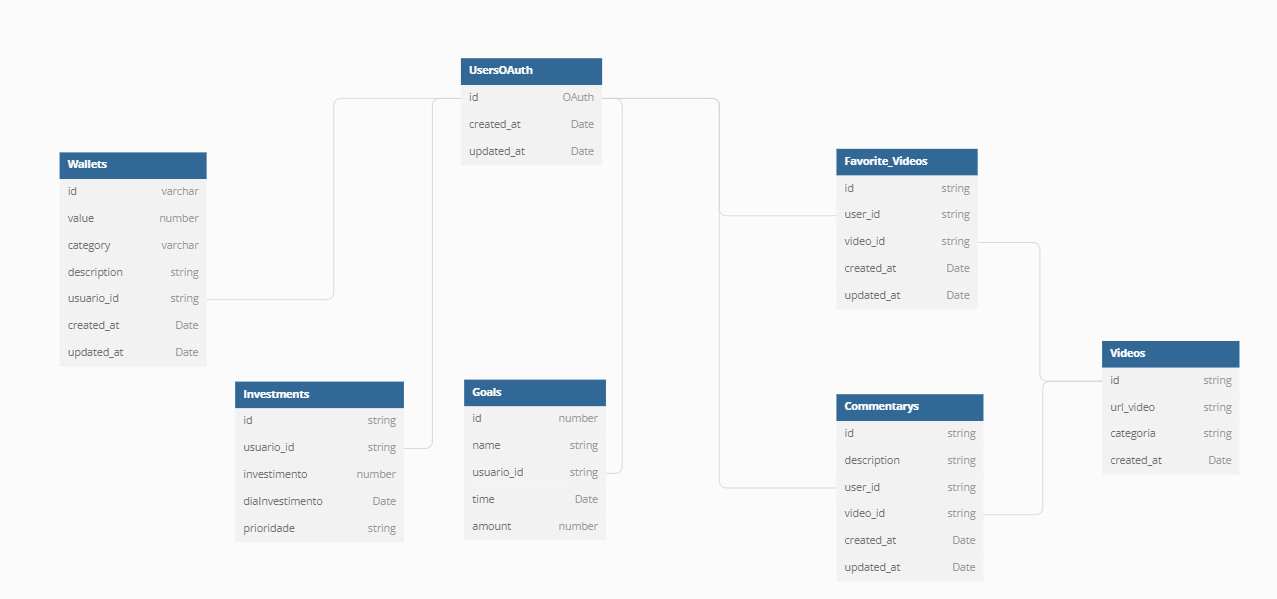 UsersOAuth
id OAuth
created_at Date
updated_at Date
Wallets
id varchar
value number
category varchar
description string
usuario_id string
created_at Date
updated_at Date
Favorite_Videos
id string
user_id string
video_id string
created_at Date
updated_at Date
Videos
id string
url_video string
categoria string
created_at Date
Investments
id string
usuario_id string
investimento number
diaInvestimento Date
prioridade string
Goals
id number
name string
usuario_id string
time Date
amount number
Commentarys
id string
description string
user_id string
video_id string
created_at Date
updated_at Date